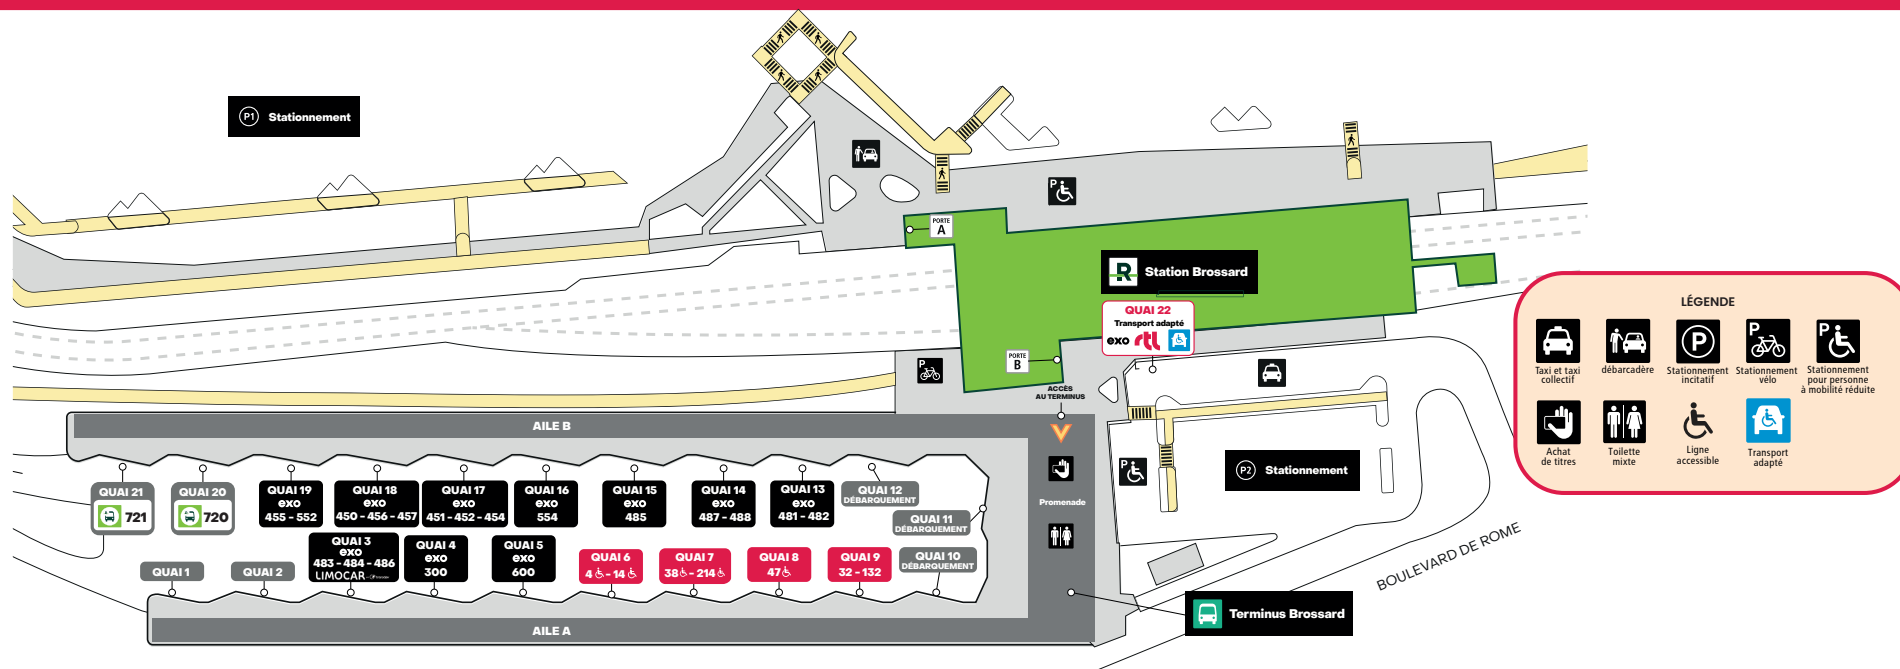 P1 Stationnement
PORTE
A
R Station Brossard
QUAI 22
Transport adapté
exo rtl
PORTE
B
ACCÈS
AU TERMINUS
P
P
P
LÉGENDE
P
P
P
Taxi et taxi
collectif
débarcadère
Stationnement
incitatif
Stationnement
vélo
Stationnement
pour personne
à mobilité réduite
Achat
de titres
Toilette
mixte
Ligne
accessible
Transport
adapté
AILE B
QUAI 21
721
QUAI 20
720
QUAI 19
exo
455 - 552
QUAI 18
exo
450 - 456 - 457
QUAI 17
exo
451 - 452 - 454
QUAI 16
exo
554
QUAI 15
exo
485
QUAI 14
exo
487 - 488
QUAI 13
exo
481 - 482
QUAI 12
DÉBARQUEMENT
QUAI 11
DÉBARQUEMENT
Promenade
P2 Stationnement
QUAI 1
QUAI 2
QUAI 3
exo
483 - 484 - 486
LIMOCAR
QUAI 4
exo
300
QUAI 5
exo
600
QUAI 6
4 - 14
QUAI 7
38 - 214
QUAI 8
47
QUAI 9
32 - 132
QUAI 10
DÉBARQUEMENT
BOULEVARD DE ROME
Terminus Brossard
AILE A